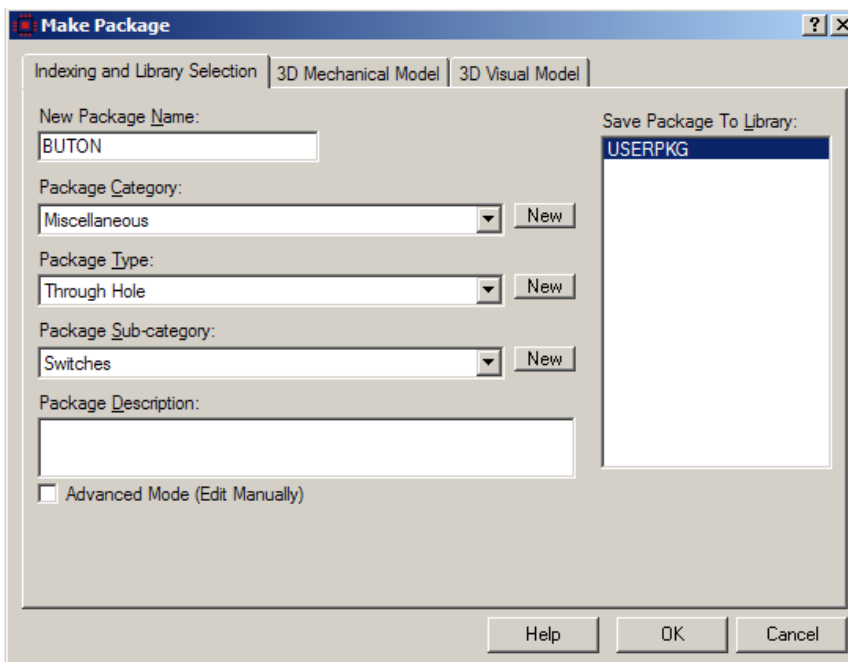 Make Package
Indexing and Library Selection
3D Mechanical Model
3D Visual Model
New Package Name:
BUTON
Package Category:
Miscellaneous
New
Package Type:
Through Hole
New
Package Sub-category:
Switches
New
Package Description:
Advanced Mode (Edit Manually)
Save Package To Library:
USERPKG
Help
OK
Cancel